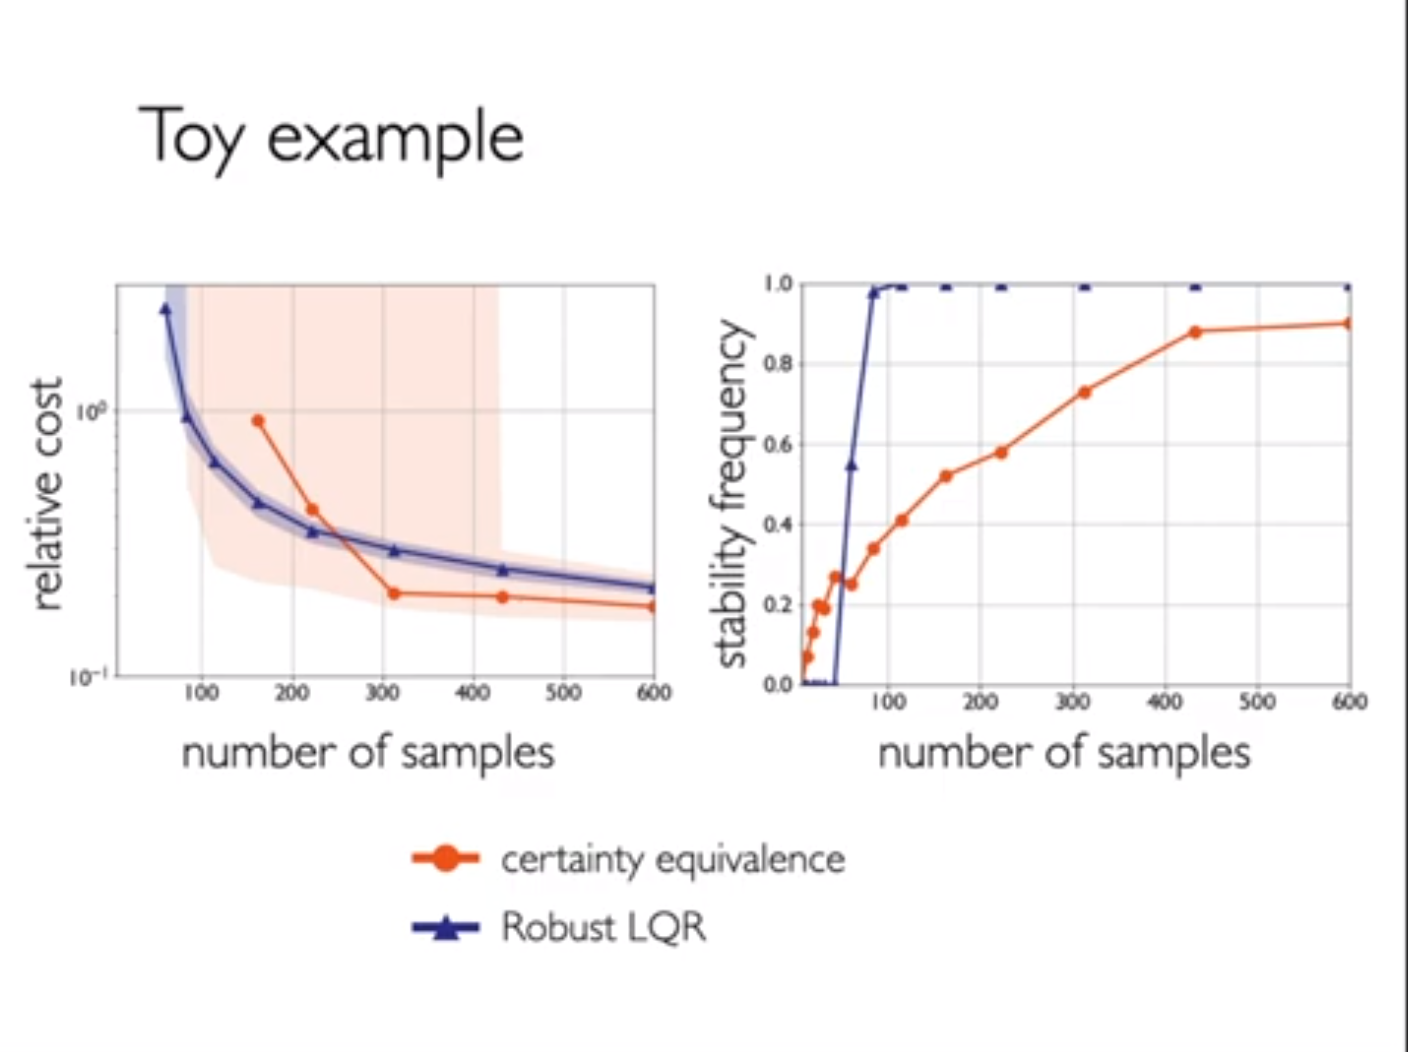 Toy example
relative cost
10⁰
10⁻¹
100 200 300 400 500 600
number of samples
stability frequency
1.0
0.8
0.6
0.4
0.2
0.0
100 200 300 400 500 600
number of samples
certainty equivalence
Robust LQR